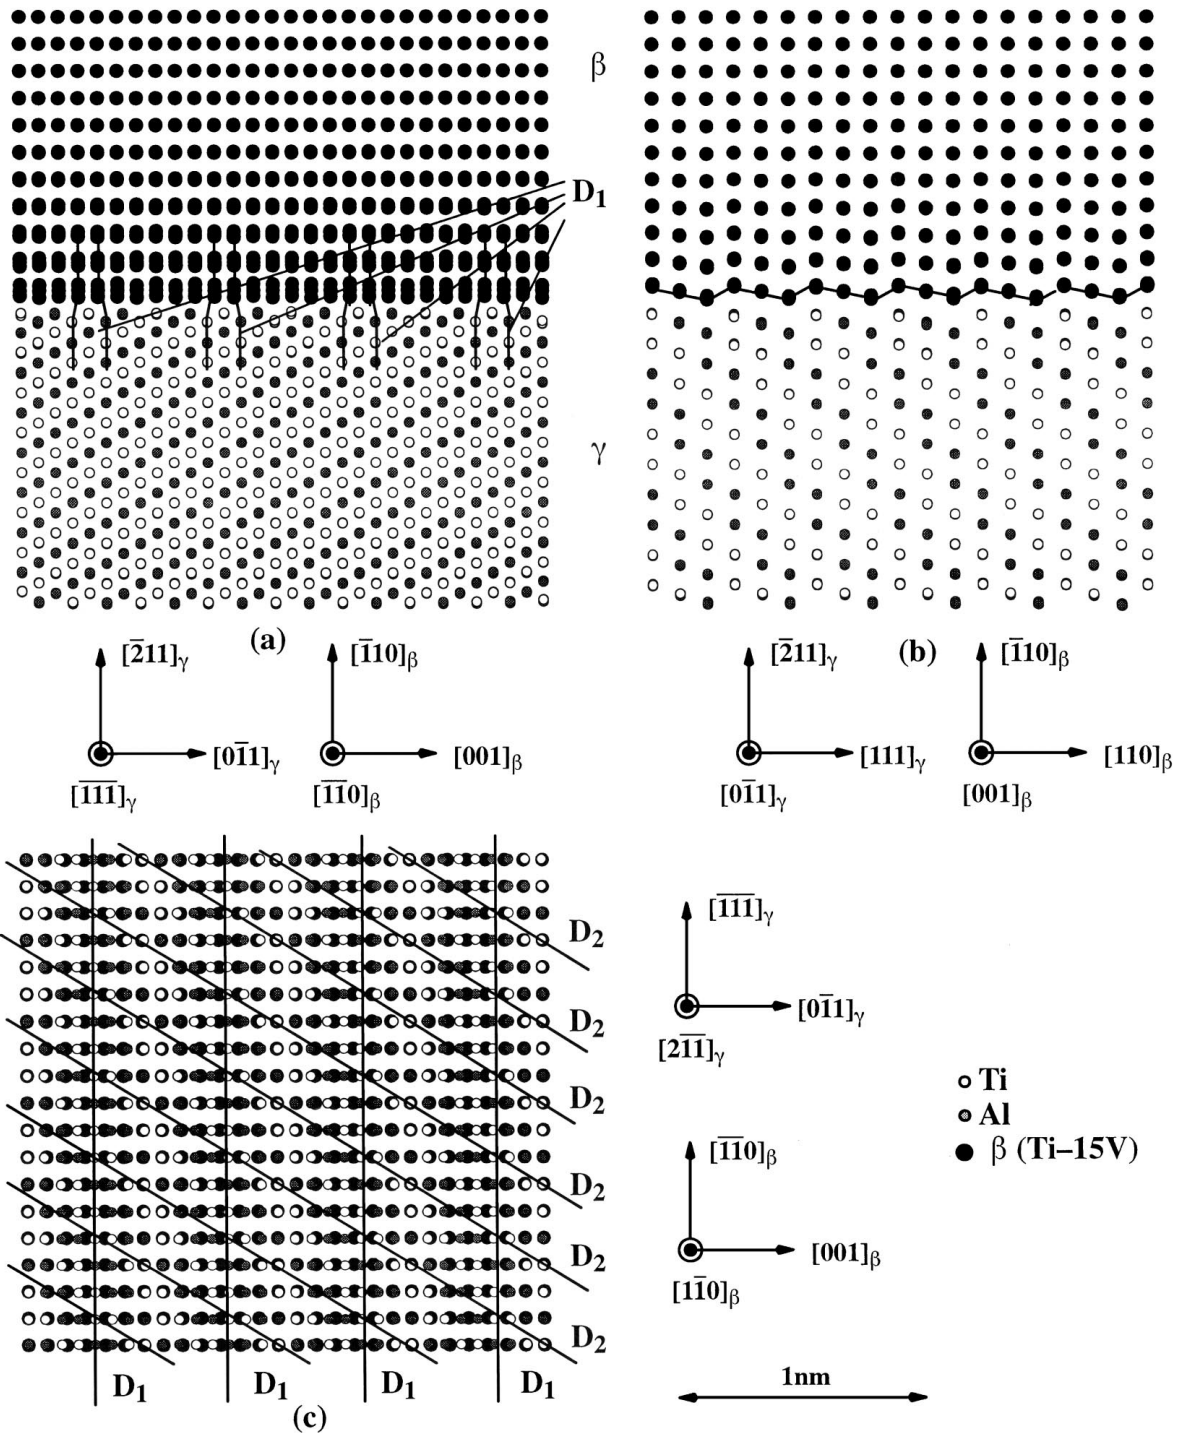 β
D₁
γ
(a)
(b)
[2̅11]γ
[1̅10]β
[2̅11]γ
[1̅10]β
[01̅1]γ
[001]β
[111]γ
[110]β
[1̅1̅1̅]γ
[1̅1̅0]β
[01̅1]γ
[001]β
[1̅1̅1̅]γ
D₂
[01̅1]γ
D₂
[21̅1̅]γ
Ti
D₂
Al
β (Ti–15V)
[1̅1̅0]β
D₂
D₂
[001]β
[11̅0]β
D₂
1nm
D₁ D₁ D₁ D₁
(c)